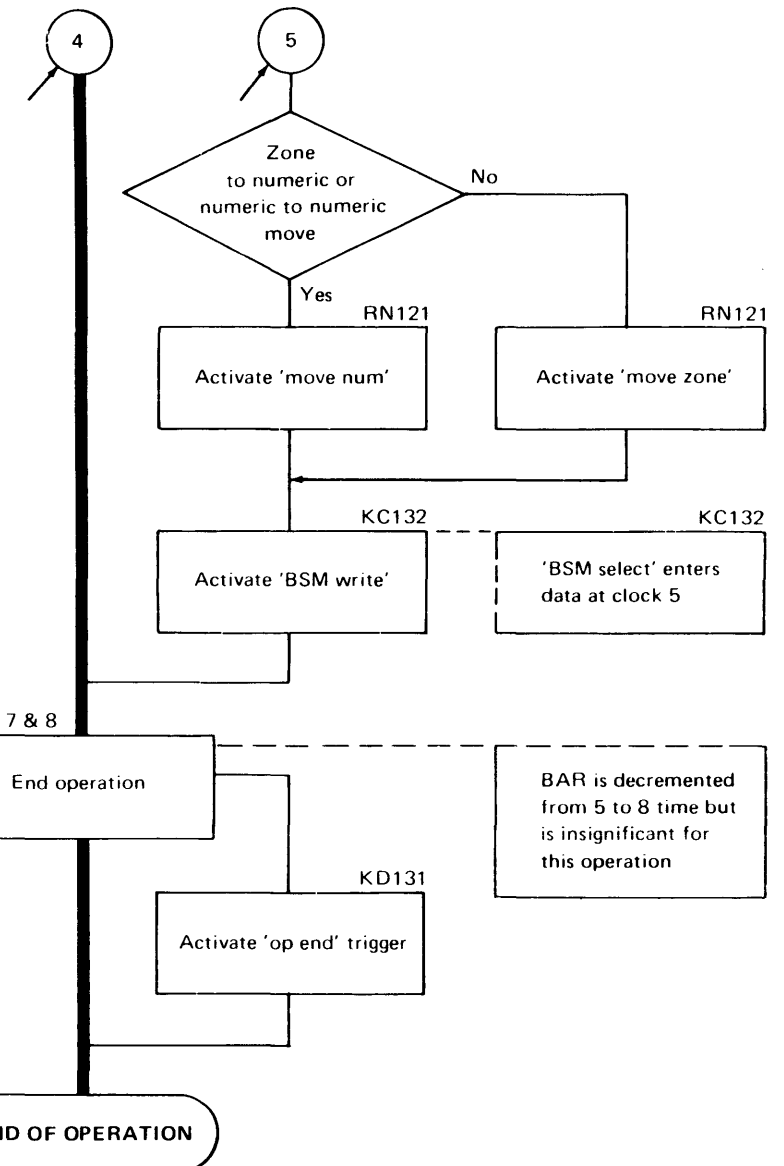 4
5
Zone
to numeric or
numeric to numeric
move
No
Yes
RN121
Activate 'move num'
RN121
Activate 'move zone'
KC132
Activate 'BSM write'
KC132
'BSM select' enters
data at clock 5
7 & 8
End operation
BAR is decremented
from 5 to 8 time but
is insignificant for
this operation
KD131
Activate 'op end' trigger
ND OF OPERATION